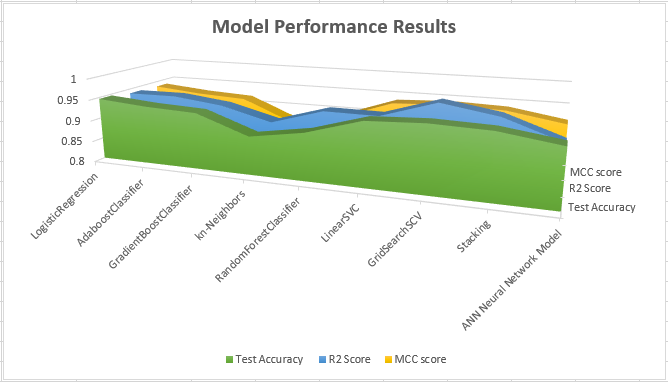 Model Performance Results
1
0.95
0.9
0.85
0.8
LogisticRegression
AdaboostClassifier
GradientBoostClassifier
kn-Neighbors
RandomForestClassifier
LinearSVC
GridSearchSCV
Stacking
ANN Neural Network Model
MCC score
R2 Score
Test Accuracy
Test Accuracy R2 Score MCC score